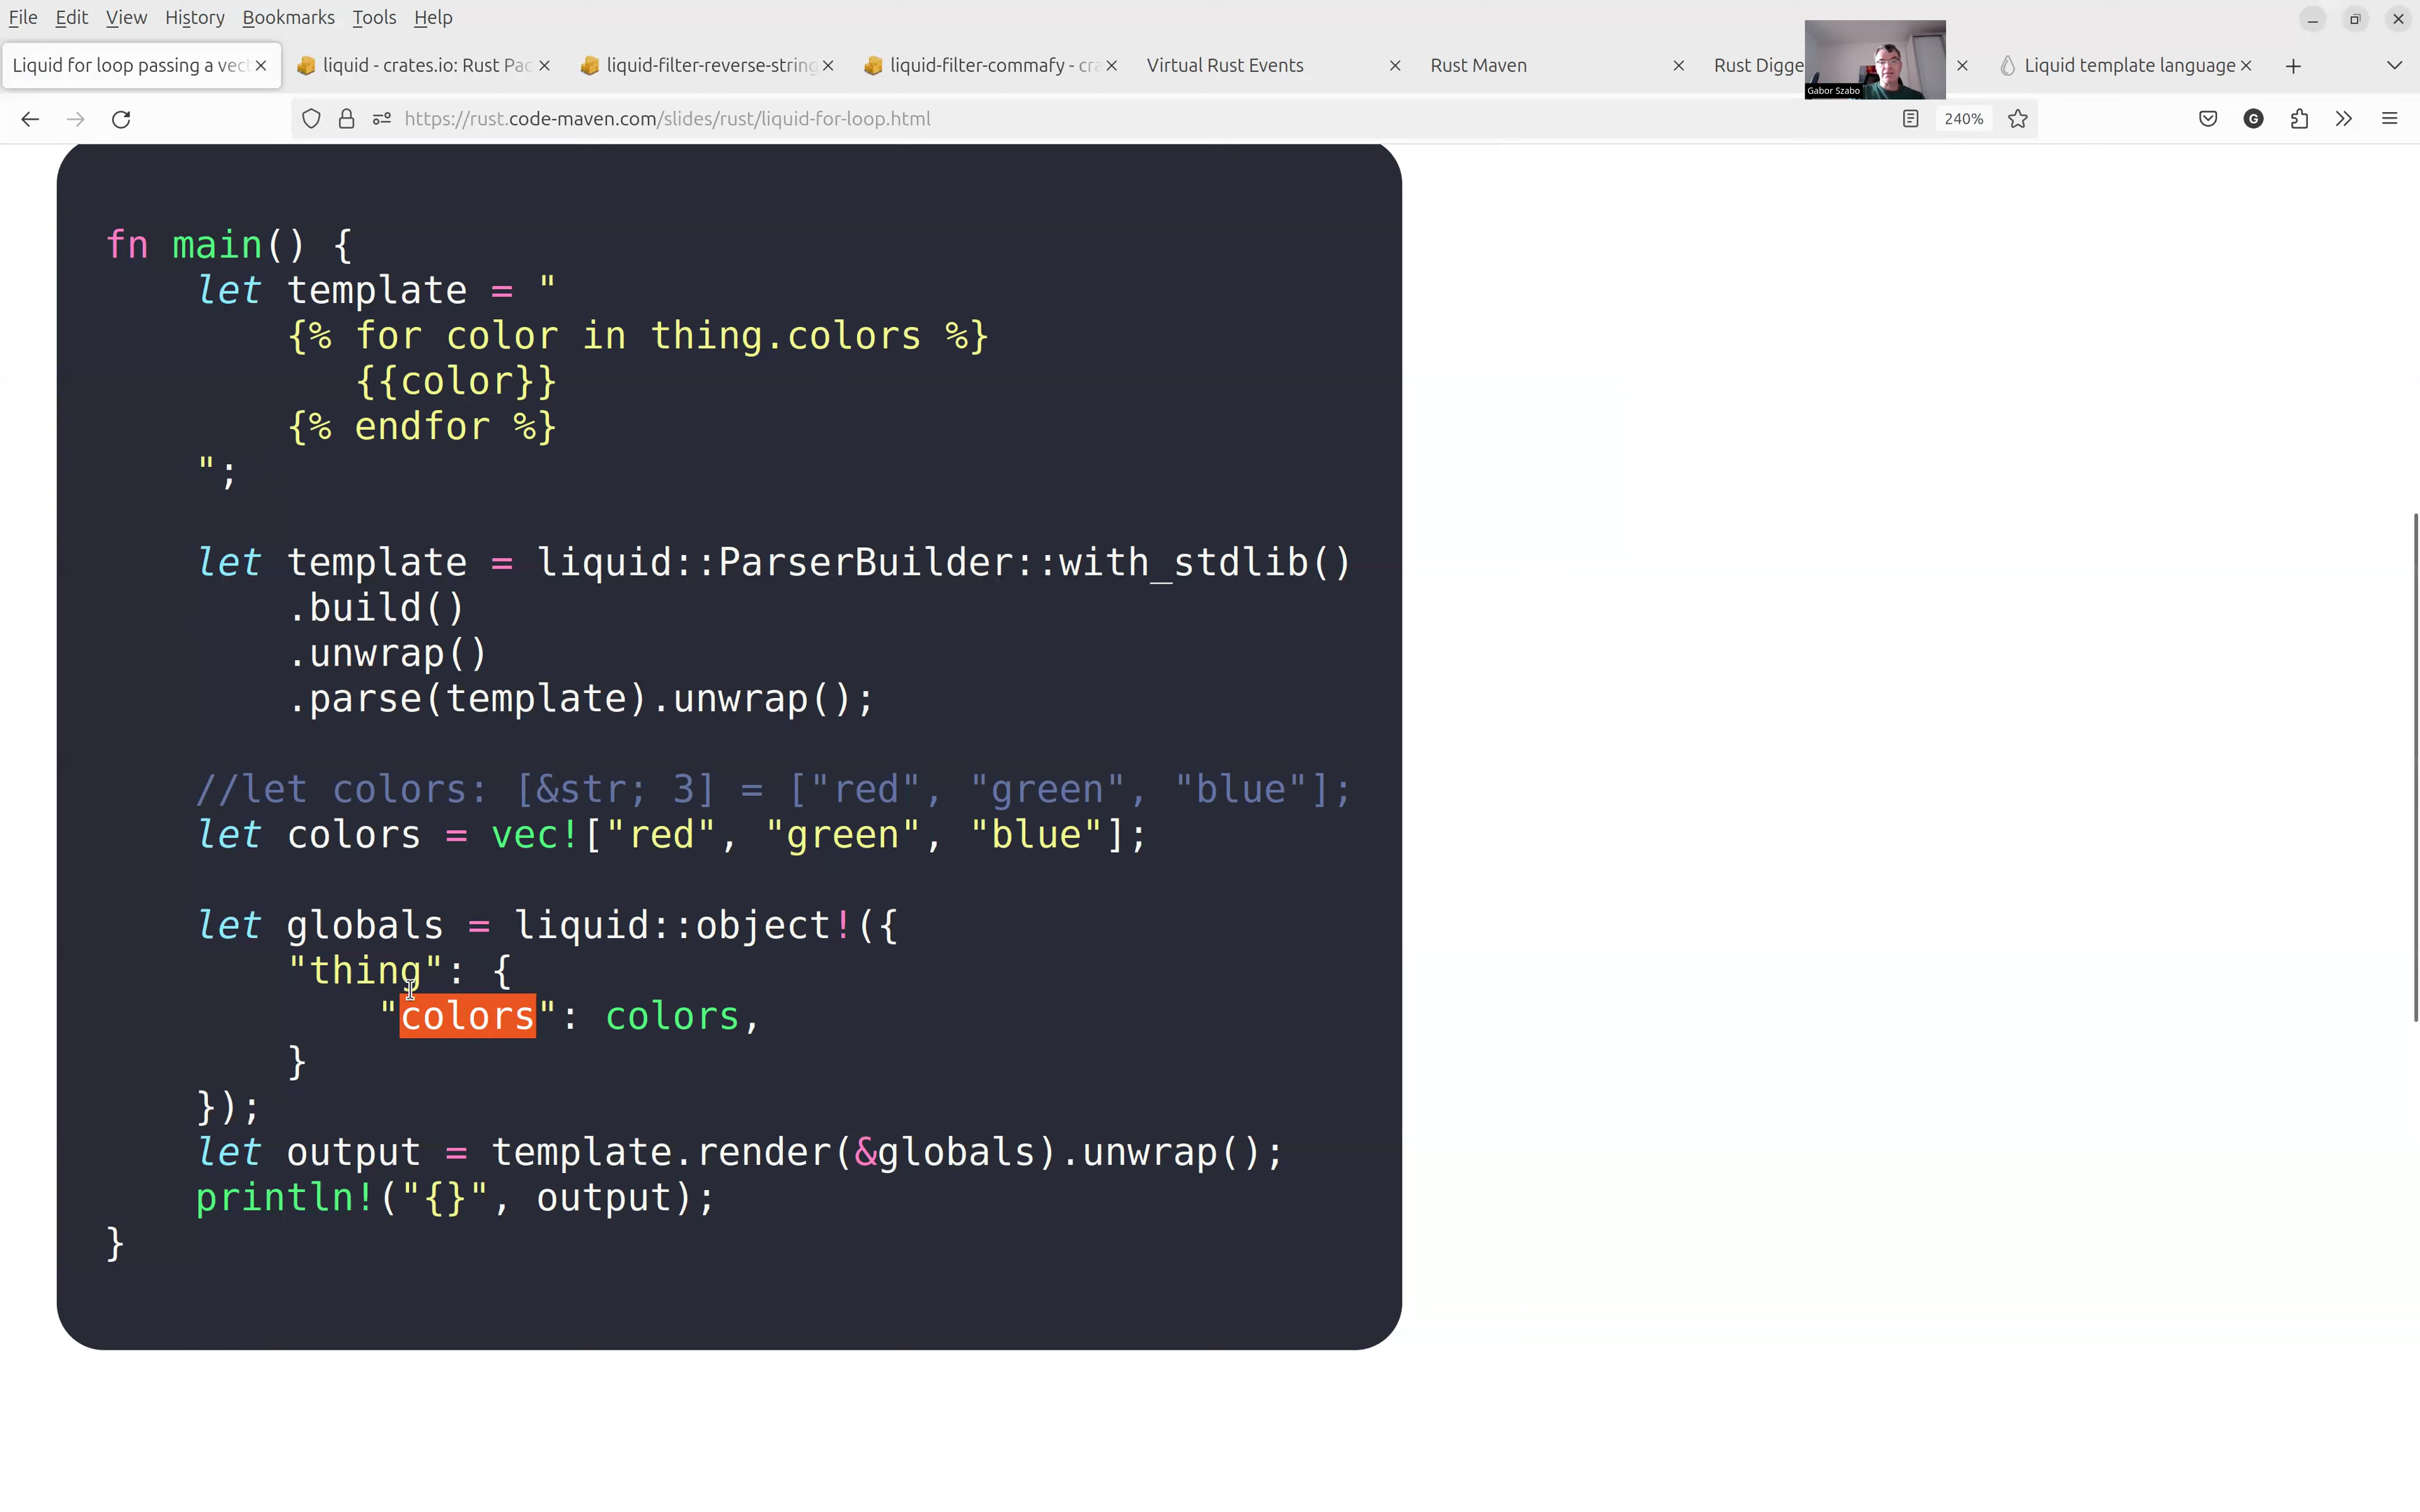 File Edit View History Bookmarks Tools Help
Liquid for loop passing a vect
liquid - crates.io: Rust Pac
liquid-filter-reverse-string
liquid-filter-commafy - cra
Virtual Rust Events
Rust Maven
Rust Digge
Liquid template language
Gabor Szabo
https://rust.code-maven.com/slides/rust/liquid-for-loop.html
240%
G
fn main() {
let template = "
{% for color in thing.colors %}
{{color}}
{% endfor %}
";
let template = liquid::ParserBuilder::with_stdlib()
.build()
.unwrap()
.parse(template).unwrap();
//let colors: [&str; 3] = ["red", "green", "blue"];
let colors = vec!["red", "green", "blue"];
let globals = liquid::object!({
"thing": {
"colors": colors,
}
});
let output = template.render(&globals).unwrap();
println!("{}", output);
}